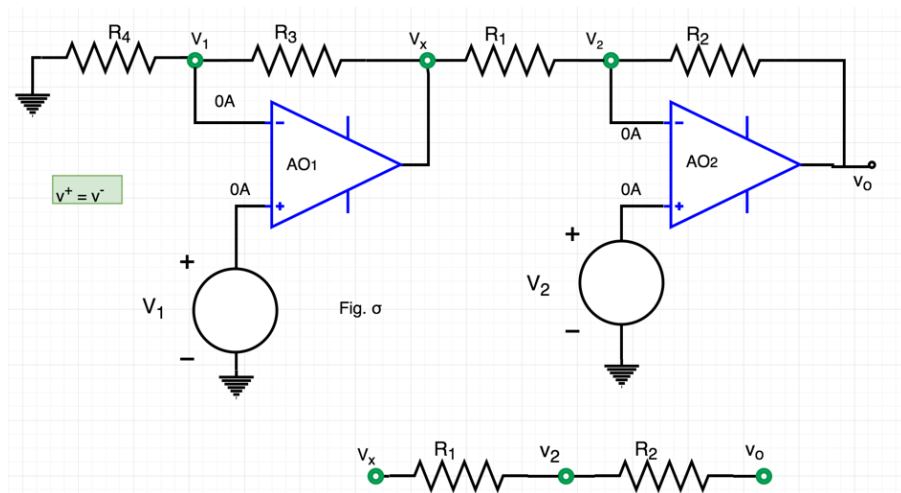 R4 V1 R3 Vx R1 V2 R2
0A
−
AO1
0A
−
AO2
v+ = v-
0A
+
0A
+
vo
+
V1
−
Fig. σ
+
V2
−
Vx R1 v2 R2 vo